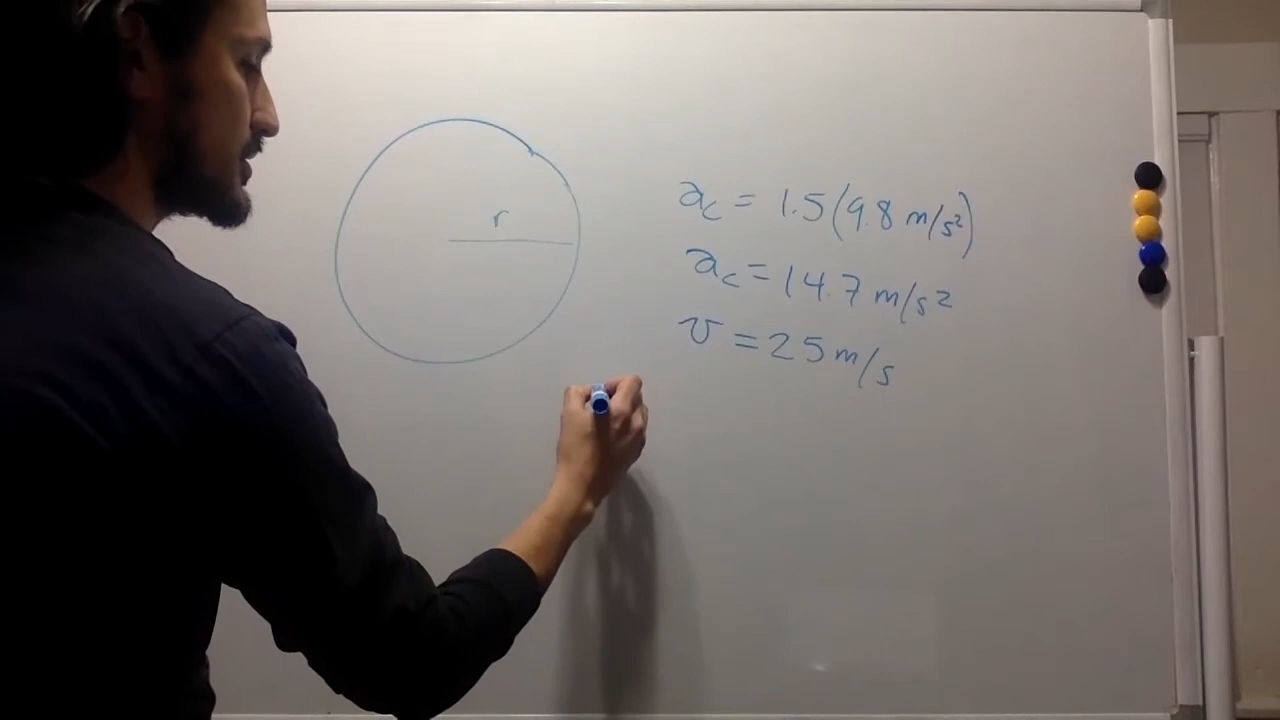 r
a_c = 1.5(9.8 m/s²)
a_c = 14.7 m/s²
v = 25 m/s